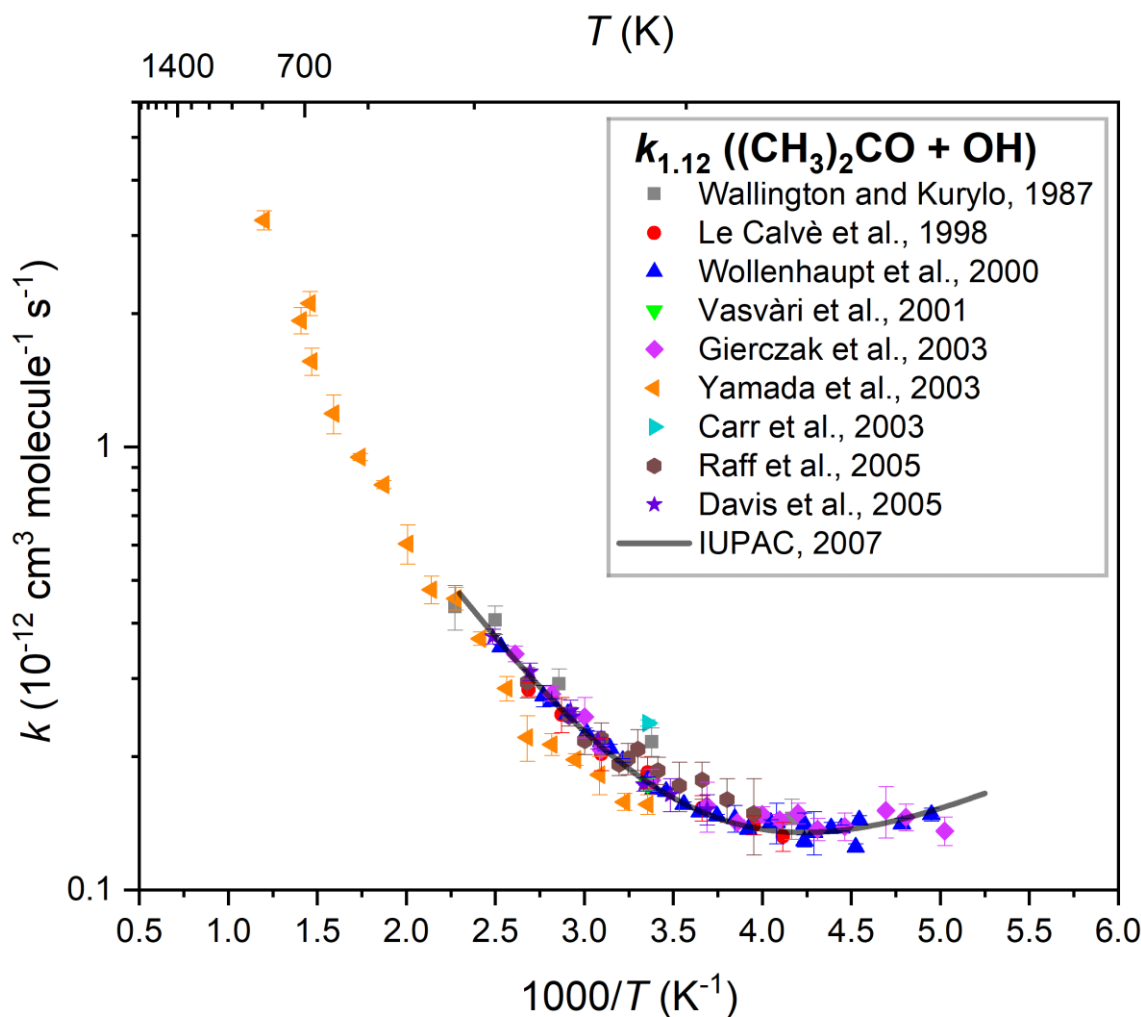 T (K)
1400 700
k₁.₁₂ ((CH₃)₂CO + OH)
Wallington and Kurylo, 1987
Le Calvè et al., 1998
Wollenhaupt et al., 2000
Vasvàri et al., 2001
Gierczak et al., 2003
Yamada et al., 2003
Carr et al., 2003
Raff et al., 2005
Davis et al., 2005
IUPAC, 2007
k (10⁻¹² cm³ molecule⁻¹ s⁻¹)
1
0.1
0.5 1.0 1.5 2.0 2.5 3.0 3.5 4.0 4.5 5.0 5.5 6.0
1000/T (K⁻¹)